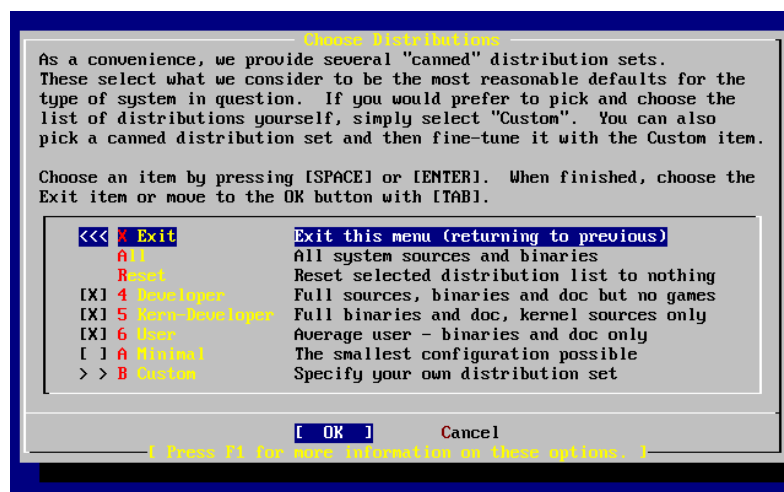 Choose Distributions
As a convenience, we provide several "canned" distribution sets.
These select what we consider to be the most reasonable defaults for the
type of system in question.  If you would prefer to pick and choose the
list of distributions yourself, simply select "Custom".  You can also
pick a canned distribution set and then fine-tune it with the Custom item.
Choose an item by pressing [SPACE] or [ENTER].  When finished, choose the
Exit item or move to the OK button with [TAB].
<<< X Exit Exit this menu (returning to previous)
All All system sources and binaries
Reset Reset selected distribution list to nothing
[X] 4 Developer Full sources, binaries and doc but no games
[X] 5 Kern-Developer Full binaries and doc, kernel sources only
[X] 6 User Average user - binaries and doc only
[ ] A Minimal The smallest configuration possible
> > B Custom Specify your own distribution set
[ OK ] Cancel
[ Press F1 for more information on these options. ]